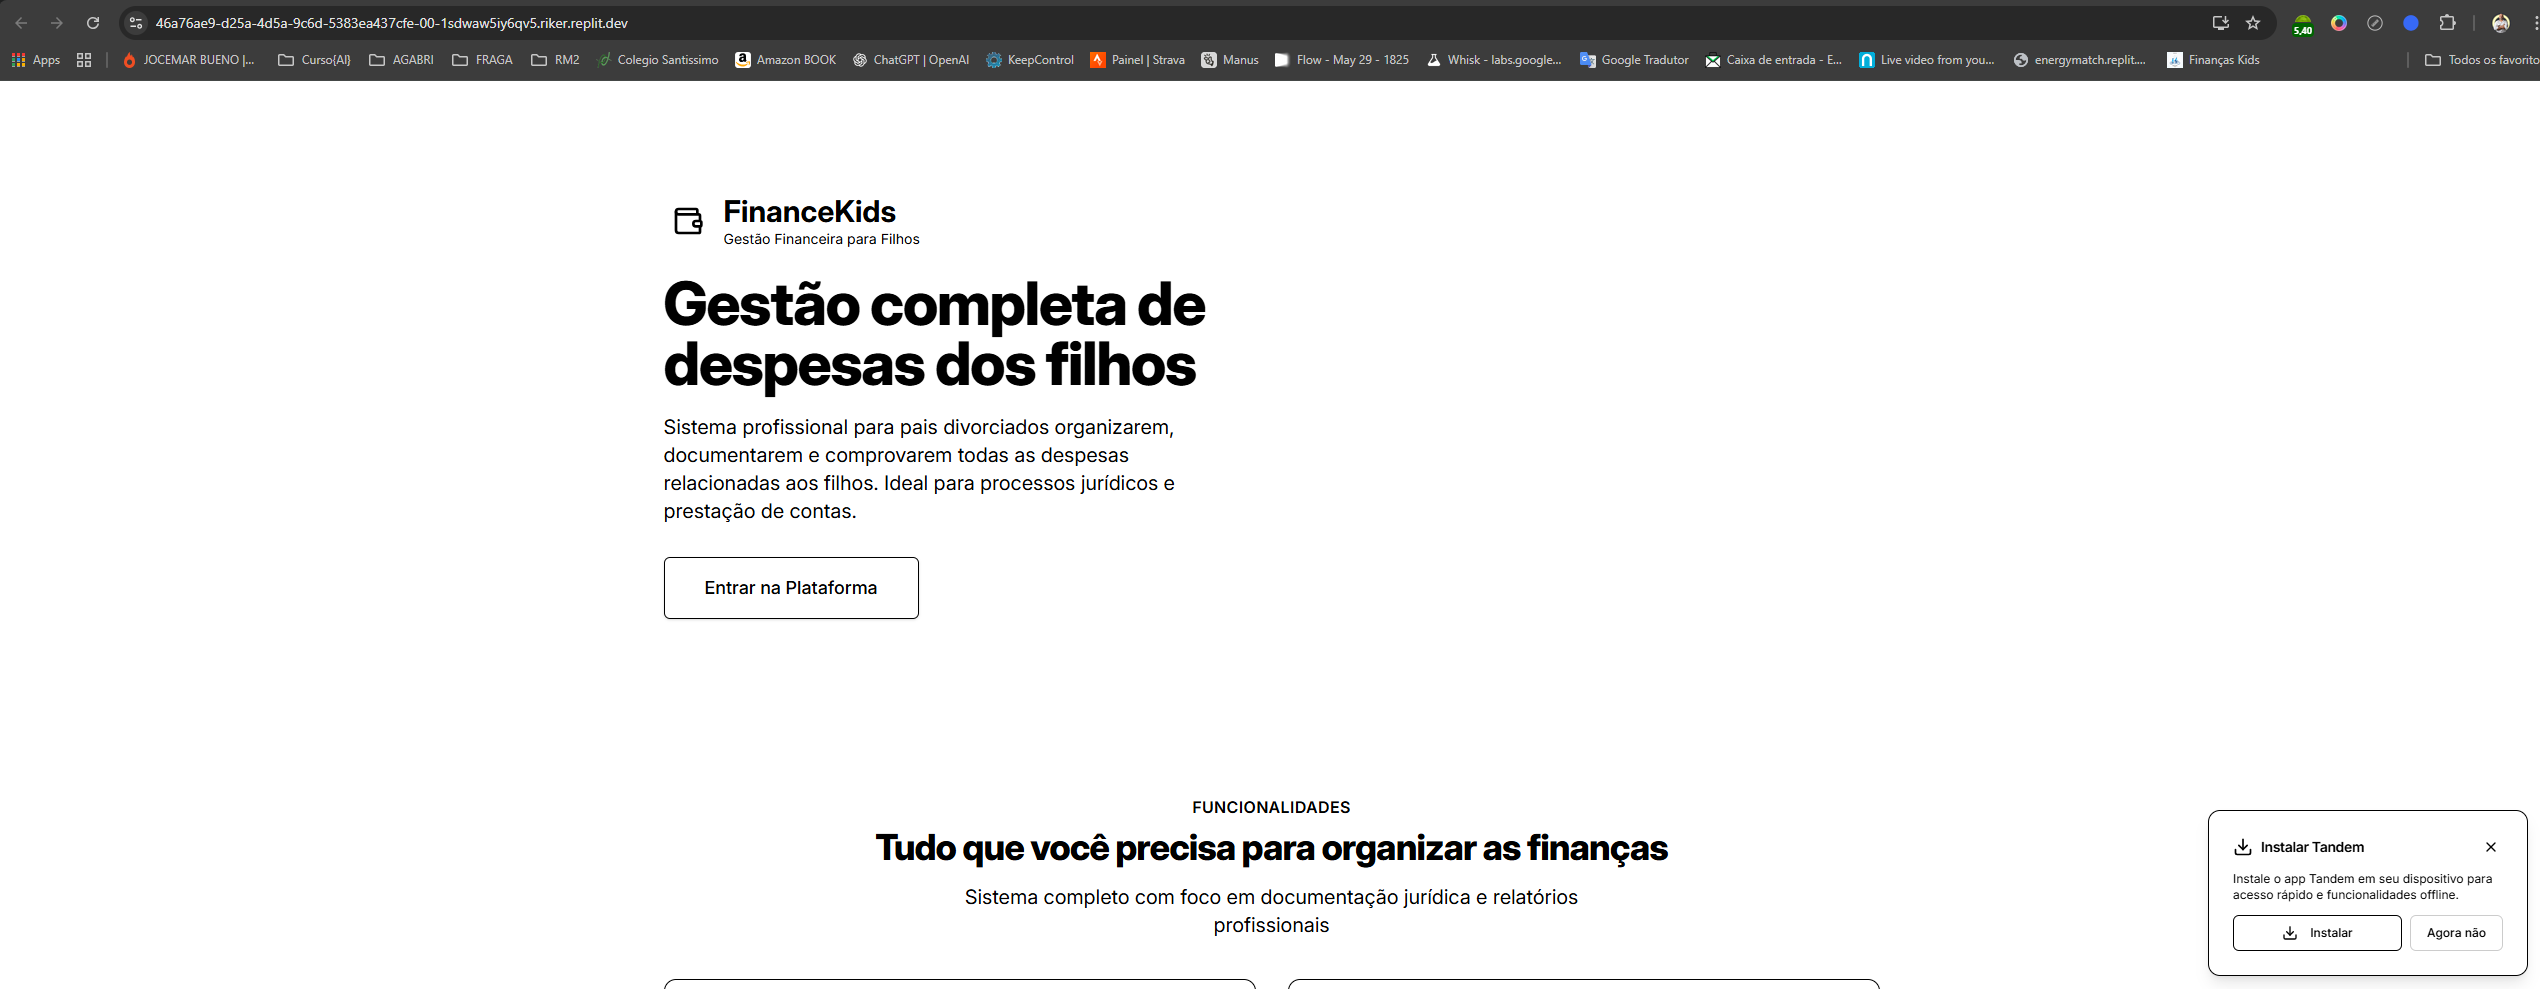 46a76ae9-d25a-4d5a-9c6d-5383ea437cfe-00-1sdwaw5iy6qv5.riker.replit.dev
5,40
Apps
JOCEMAR BUENO |...
Curso{AI}
AGABRI
FRAGA
RM2
Colegio Santissimo
Amazon BOOK
ChatGPT | OpenAI
KeepControl
Painel | Strava
Manus
Flow - May 29 - 1825
Whisk - labs.google...
Google Tradutor
Caixa de entrada - E...
Live video from you...
energymatch.replit....
Finanças Kids
Todos os favorito
FinanceKids
Gestão Financeira para Filhos
Gestão completa de
despesas dos filhos
Sistema profissional para pais divorciados organizarem,
documentarem e comprovarem todas as despesas
relacionadas aos filhos. Ideal para processos jurídicos e
prestação de contas.
Entrar na Plataforma
FUNCIONALIDADES
Tudo que você precisa para organizar as finanças
Sistema completo com foco em documentação jurídica e relatórios
profissionais
Instalar Tandem
Instale o app Tandem em seu dispositivo para
acesso rápido e funcionalidades offline.
Instalar
Agora não